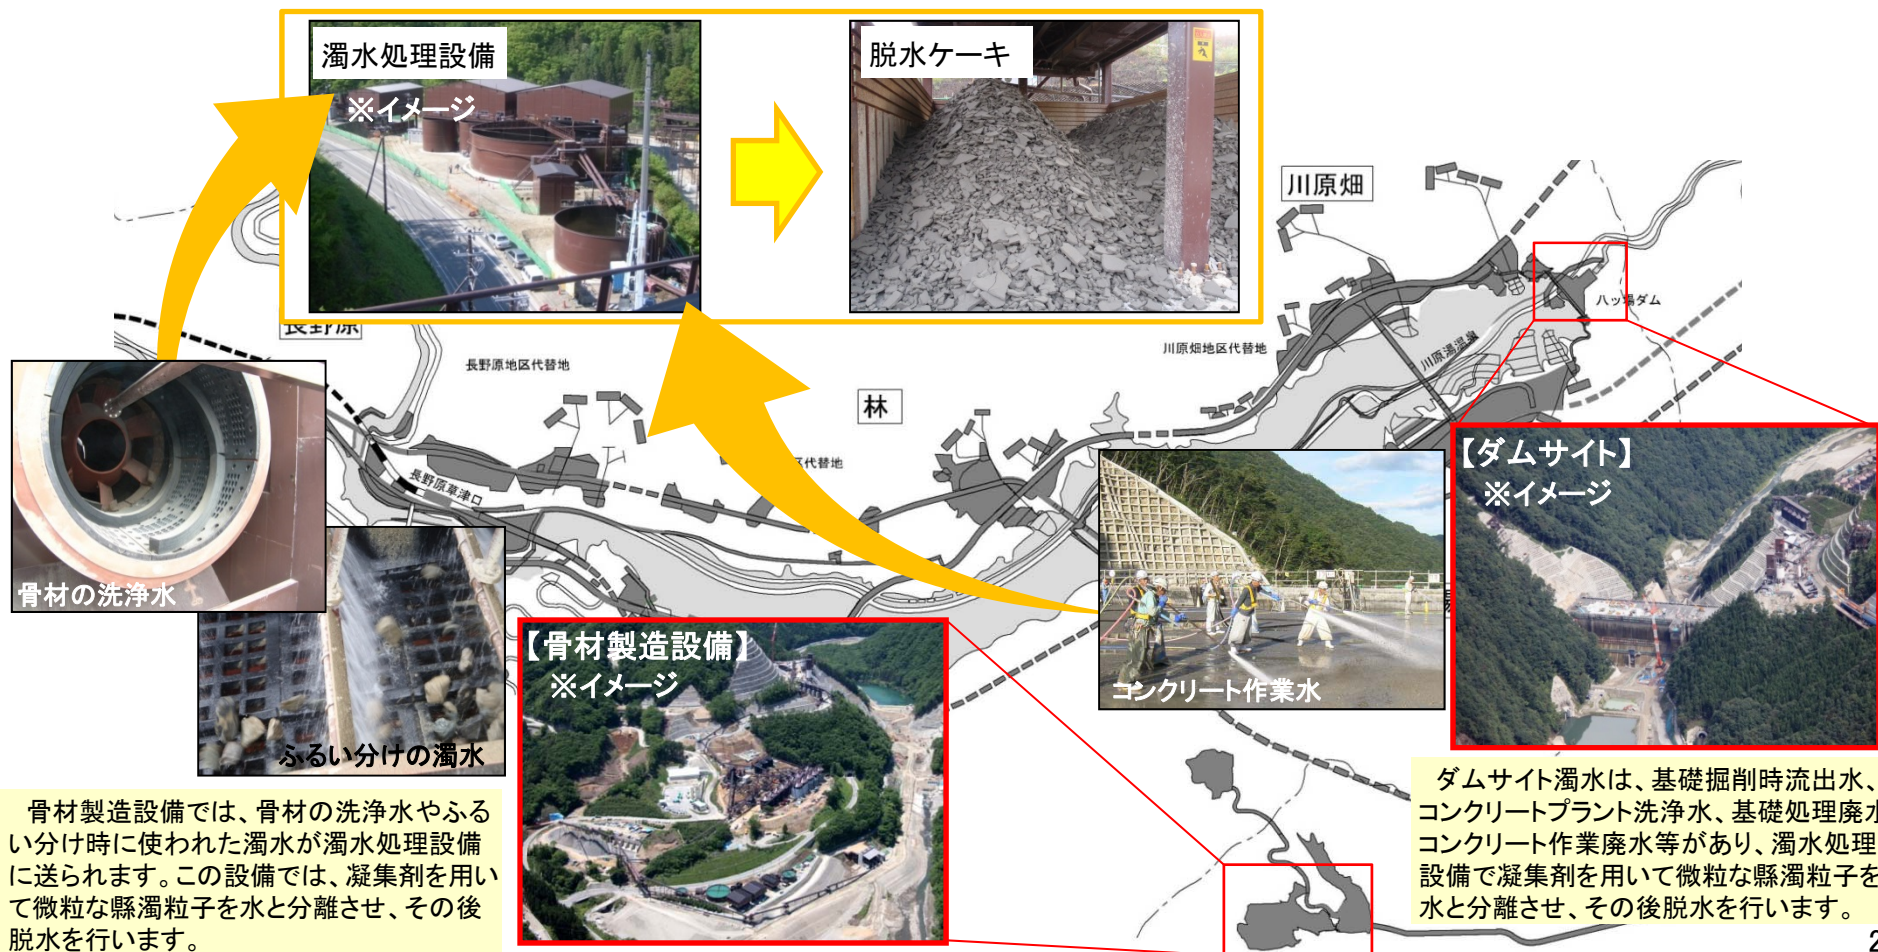 濁水処理設備
※イメージ
脱水ケーキ
川原畑
八ッ場ダム
長野原
長野原地区代替地
川原畑地区代替地
川原湯温泉
林
代替地
長野原草津口
【ダムサイト】
※イメージ
骨材の洗浄水
ふるい分けの濁水
【骨材製造設備】
※イメージ
コンクリート作業水
骨材製造設備では、骨材の洗浄水やふる
い分け時に使われた濁水が濁水処理設備
に送られます。この設備では、凝集剤を用い
て微粒な縣濁粒子を水と分離させ、その後
脱水を行います。
ダムサイト濁水は、基礎掘削時流出水、
コンクリートプラント洗浄水、基礎処理廃水
コンクリート作業廃水等があり、濁水処理
設備で凝集剤を用いて微粒な縣濁粒子を
水と分離させ、その後脱水を行います。
2